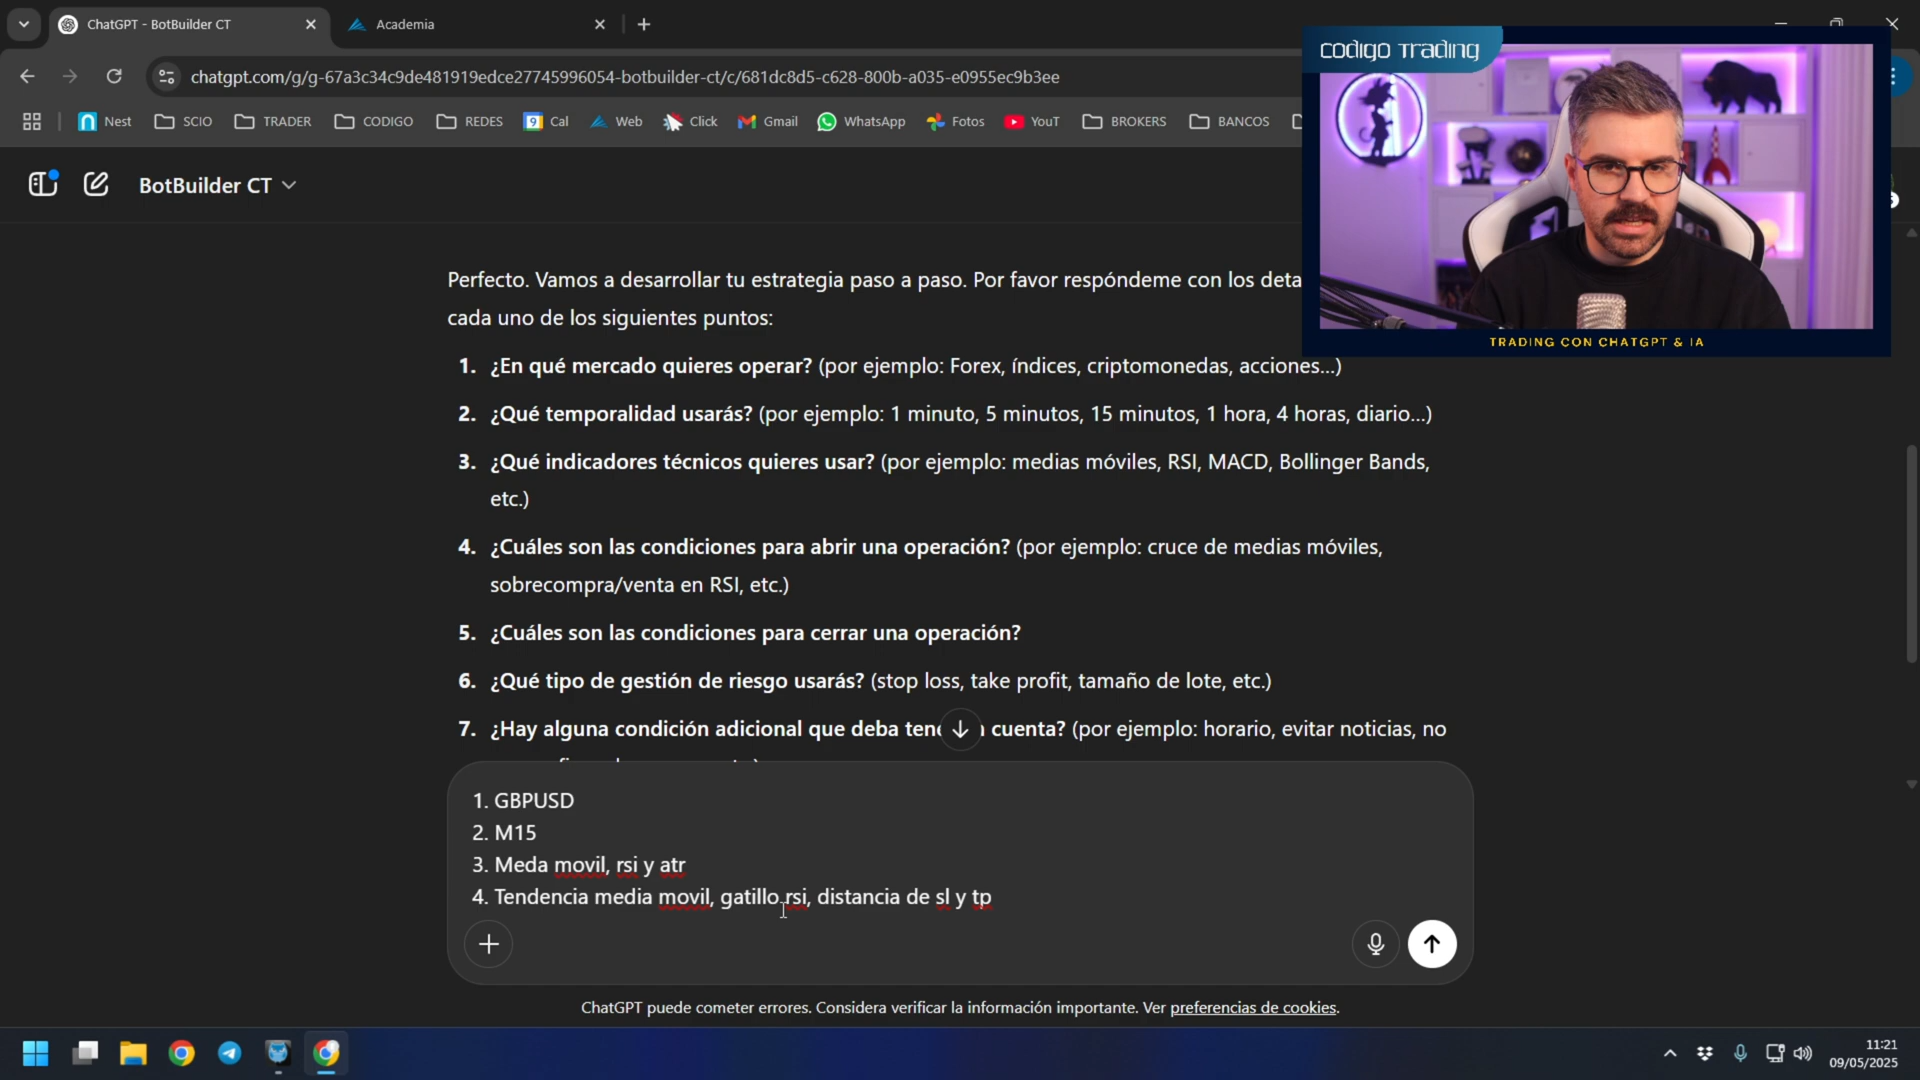 ChatGPT - BotBuilder CT
Academia
chatgpt.com/g/g-67a3c34c9de481919edce27745996054-botbuilder-ct/c/681dc8d5-c628-800b-a035-e0955ec9b3ee
Nest SCIO TRADER CODIGO REDES Cal Web Click Gmail WhatsApp Fotos YouT BROKERS BANCOS
codigo Trading
TRADING CON CHATGPT & IA
BotBuilder CT
Perfecto. Vamos a desarrollar tu estrategia paso a paso. Por favor respóndeme con los deta
cada uno de los siguientes puntos:
1. ¿En qué mercado quieres operar? (por ejemplo: Forex, índices, criptomonedas, acciones...)
2. ¿Qué temporalidad usarás? (por ejemplo: 1 minuto, 5 minutos, 15 minutos, 1 hora, 4 horas, diario...)
3. ¿Qué indicadores técnicos quieres usar? (por ejemplo: medias móviles, RSI, MACD, Bollinger Bands,
etc.)
4. ¿Cuáles son las condiciones para abrir una operación? (por ejemplo: cruce de medias móviles,
sobrecompra/venta en RSI, etc.)
5. ¿Cuáles son las condiciones para cerrar una operación?
6. ¿Qué tipo de gestión de riesgo usarás? (stop loss, take profit, tamaño de lote, etc.)
7. ¿Hay alguna condición adicional que deba tene cuenta? (por ejemplo: horario, evitar noticias, no
1. GBPUSD
2. M15
3. Meda movil, rsi y atr
4. Tendencia media movil, gatillo rsi, distancia de sl y tp
ChatGPT puede cometer errores. Considera verificar la información importante. Ver preferencias de cookies.
11:21
09/05/2025